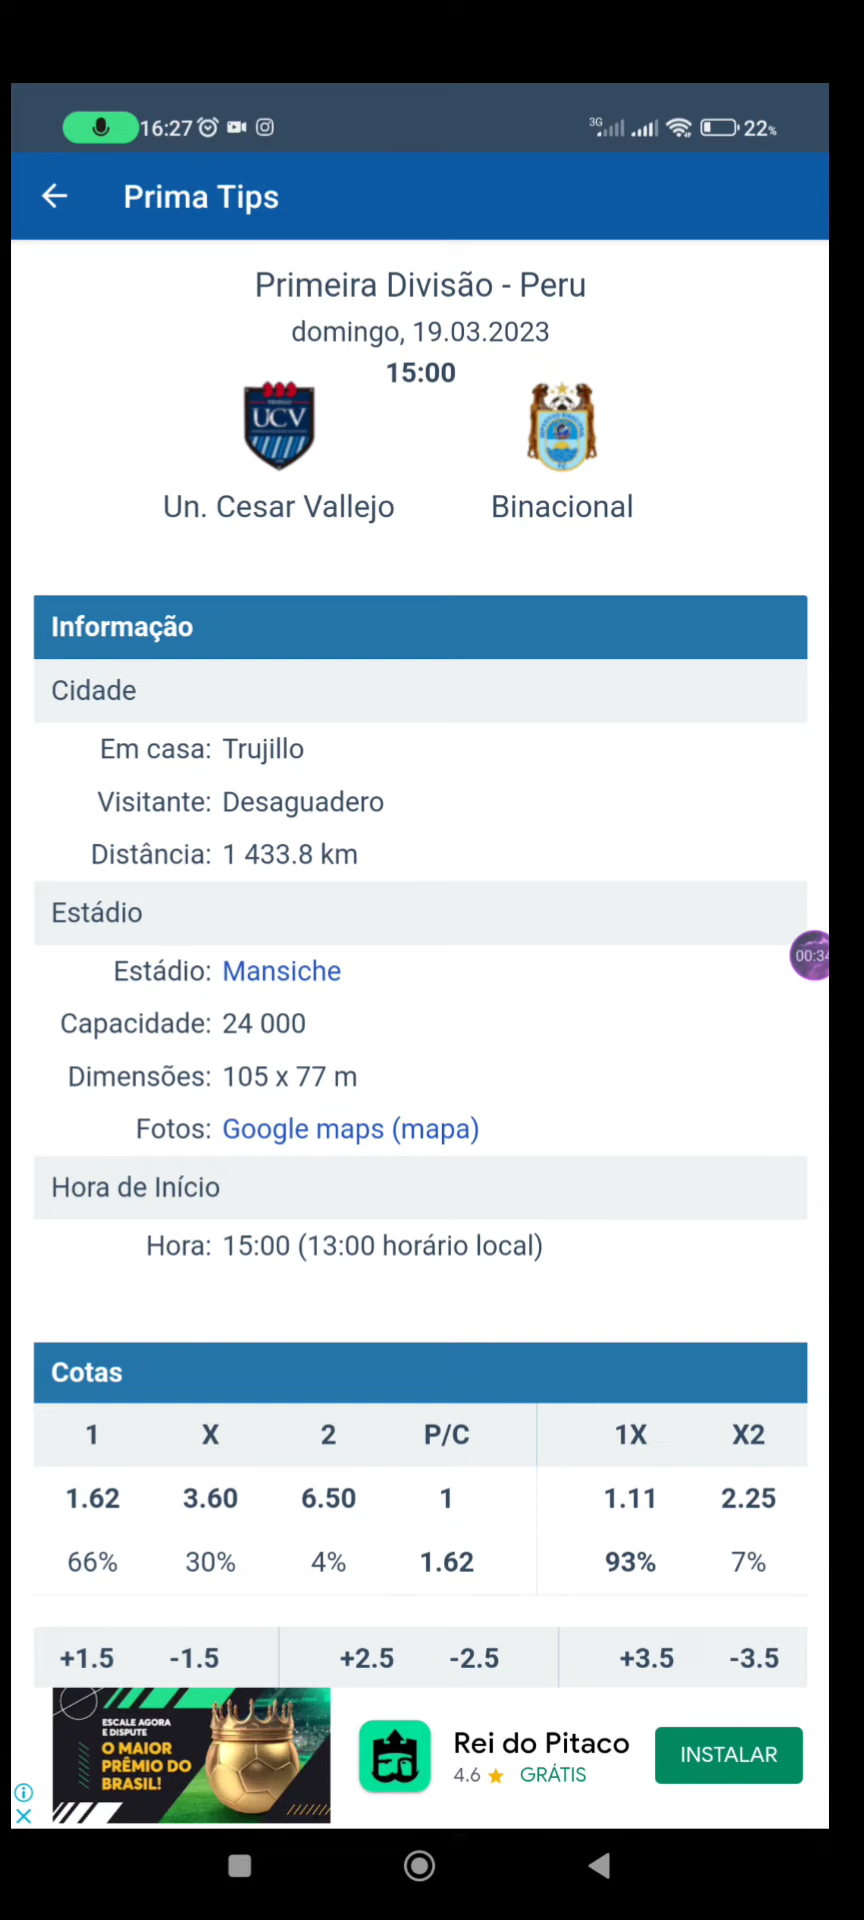 16:27
3G
22%
Prima Tips
Primeira Divisão - Peru
domingo, 19.03.2023
15:00
UCV
Un. Cesar Vallejo
Binacional
Informação
Cidade
Em casa: Trujillo
Visitante: Desaguadero
Distância: 1 433.8 km
Estádio
00:34
Estádio: Mansiche
Capacidade: 24 000
Dimensões: 105 x 77 m
Fotos: Google maps (mapa)
Hora de Início
Hora: 15:00 (13:00 horário local)
Cotas
1 X 2 P/C 1X X2
1.62 3.60 6.50 1 1.11 2.25
66% 30% 4% 1.62 93% 7%
+1.5 -1.5 +2.5 -2.5 +3.5 -3.5
ESCALE AGORA
E DISPUTE
O MAIOR
PRÊMIO DO
BRASIL!
Rei do Pitaco
4.6 ★ GRÁTIS
INSTALAR